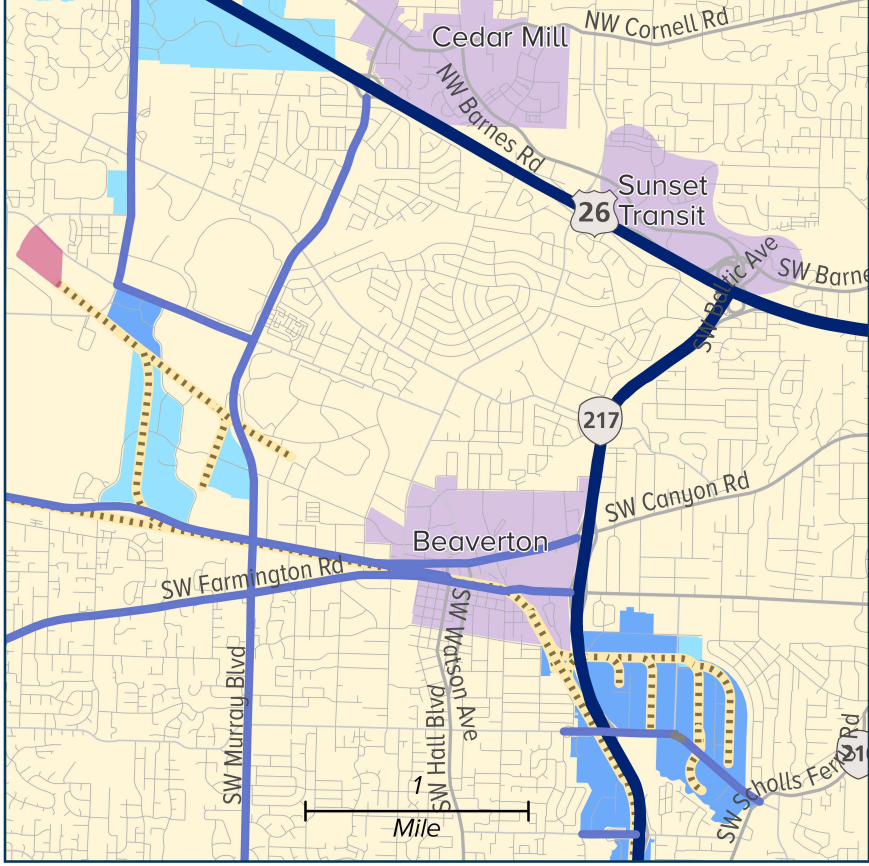 NW Cornell Rd
Cedar Mill
NW Barnes Rd
Sunset
Transit
26
SW Baltic Ave
SW Barne
217
SW Canyon Rd
Beaverton
SW Farmington Rd
SW Watson Ave
SW Murray Blvd
SW Hall Blvd
SW Scholls Ferry Rd
21
1
Mile